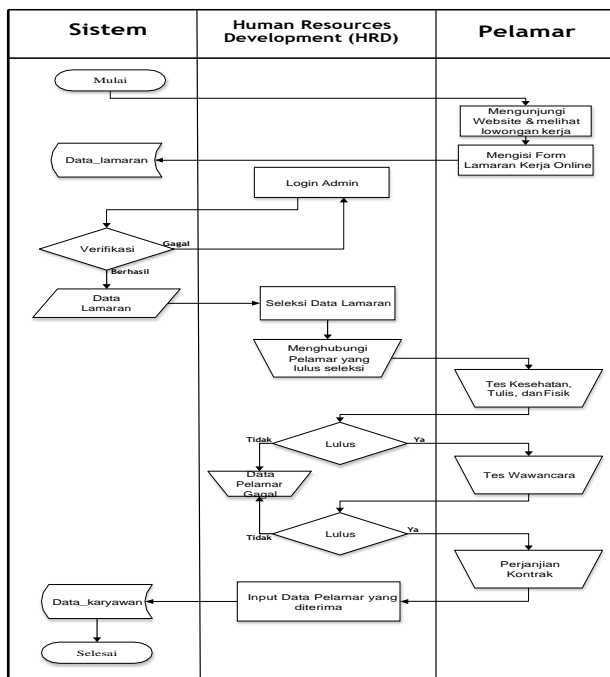 Sistem
Human Resources
Development (HRD)
Pelamar
Mulai
Mengunjungi
Website & melihat
lowongan kerja
Data_lamaran
Mengisi Form
Lamaran Kerja Online
Login Admin
Verifikasi
Gagal
Berhasil
Data
Lamaran
Seleksi Data Lamaran
Menghubungi
Pelamar yang
lulus seleksi
Tes Kesehatan,
Tulis, dan Fisik
Tidak
Lulus
Ya
Data
Pelamar
Gagal
Tes Wawancara
Tidak
Lulus
Ya
Perjanjian
Kontrak
Data_karyawan
Input Data Pelamar yang
diterima
Selesai